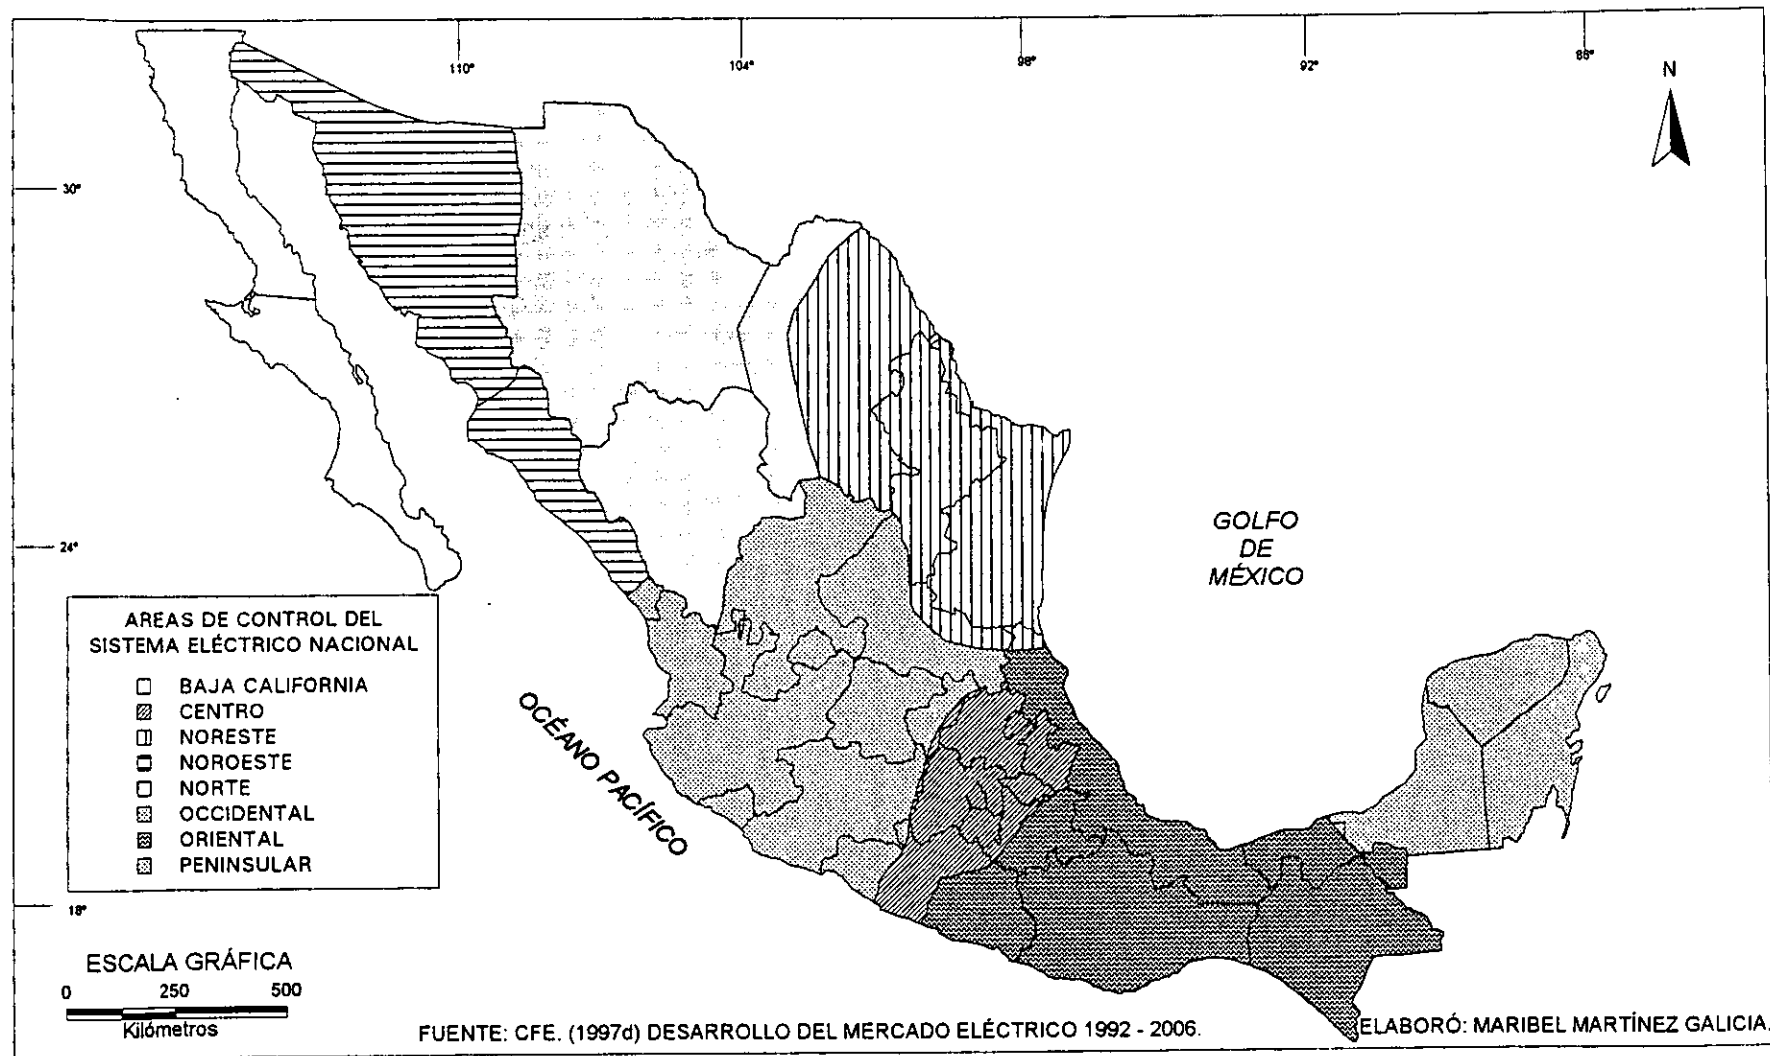 110°
104°
98°
92°
86°
N
30°
24°
18°
GOLFO
DE
MÉXICO
OCÉANO PACÍFICO
AREAS DE CONTROL DEL
SISTEMA ELÉCTRICO NACIONAL
BAJA CALIFORNIA
CENTRO
NORESTE
NOROESTE
NORTE
OCCIDENTAL
ORIENTAL
PENINSULAR
ESCALA GRÁFICA
0 250 500
Kilómetros
FUENTE: CFE. (1997d) DESARROLLO DEL MERCADO ELÉCTRICO 1992 - 2006.
ELABORÓ: MARIBEL MARTÍNEZ GALICIA.